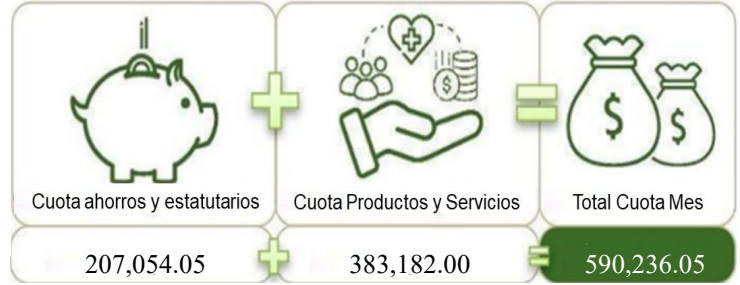 Cuota ahorros y estatutarios
Cuota Productos y Servicios
Total Cuota Mes
207,054.05 + 383,182.00 = 590,236.05